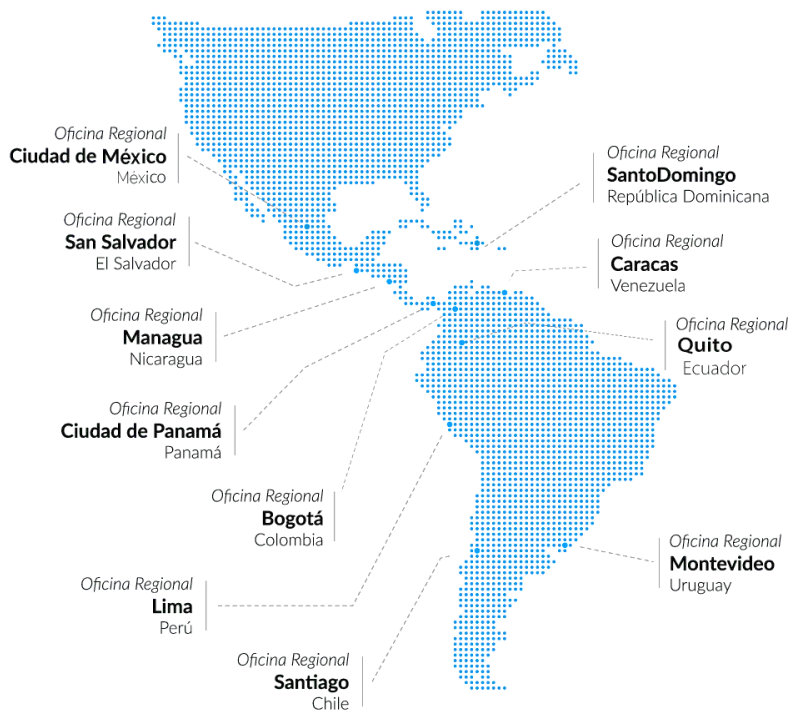 Oficina Regional
Ciudad de México
México
Oficina Regional
San Salvador
El Salvador
Oficina Regional
Managua
Nicaragua
Oficina Regional
Ciudad de Panamá
Panamá
Oficina Regional
Bogotá
Colombia
Oficina Regional
Lima
Perú
Oficina Regional
Santiago
Chile
Oficina Regional
SantoDomingo
República Dominicana
Oficina Regional
Caracas
Venezuela
Oficina Regional
Quito
Ecuador
Oficina Regional
Montevideo
Uruguay